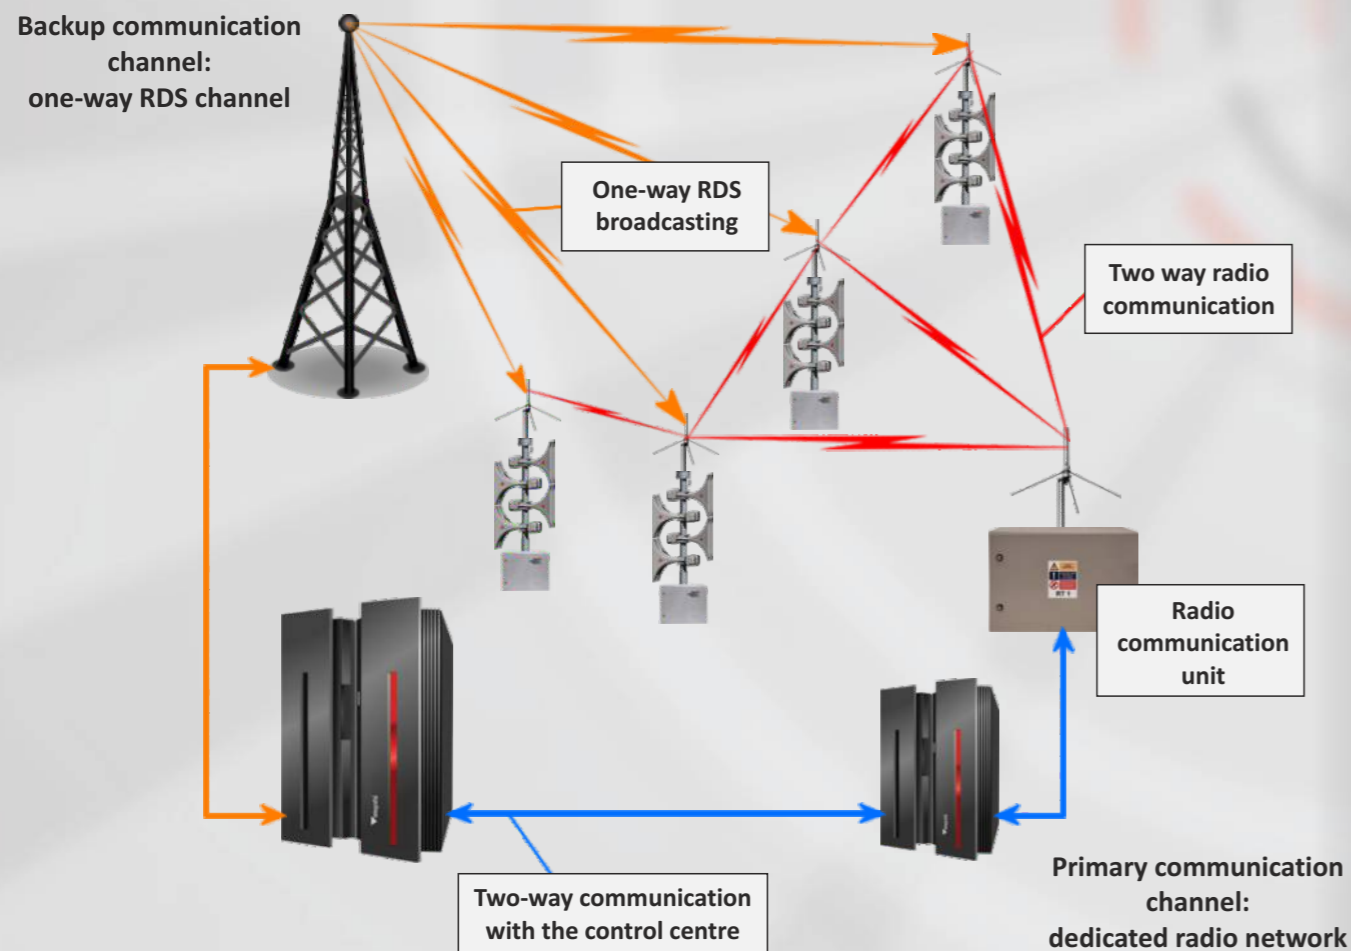 Backup communication
channel:
one-way RDS channel
One-way RDS
broadcasting
Two way radio
communication
Radio
communication
unit
Two-way communication
with the control centre
Primary communication
channel:
dedicated radio network